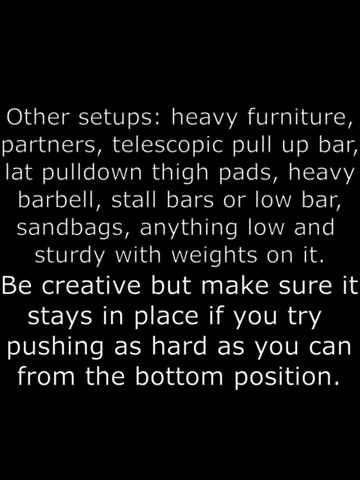 Other setups: heavy furniture,
partners, telescopic pull up bar,
lat pulldown thigh pads, heavy
barbell, stall bars or low bar,
sandbags, anything low and
sturdy with weights on it.
Be creative but make sure it
stays in place if you try
pushing as hard as you can
from the bottom position.